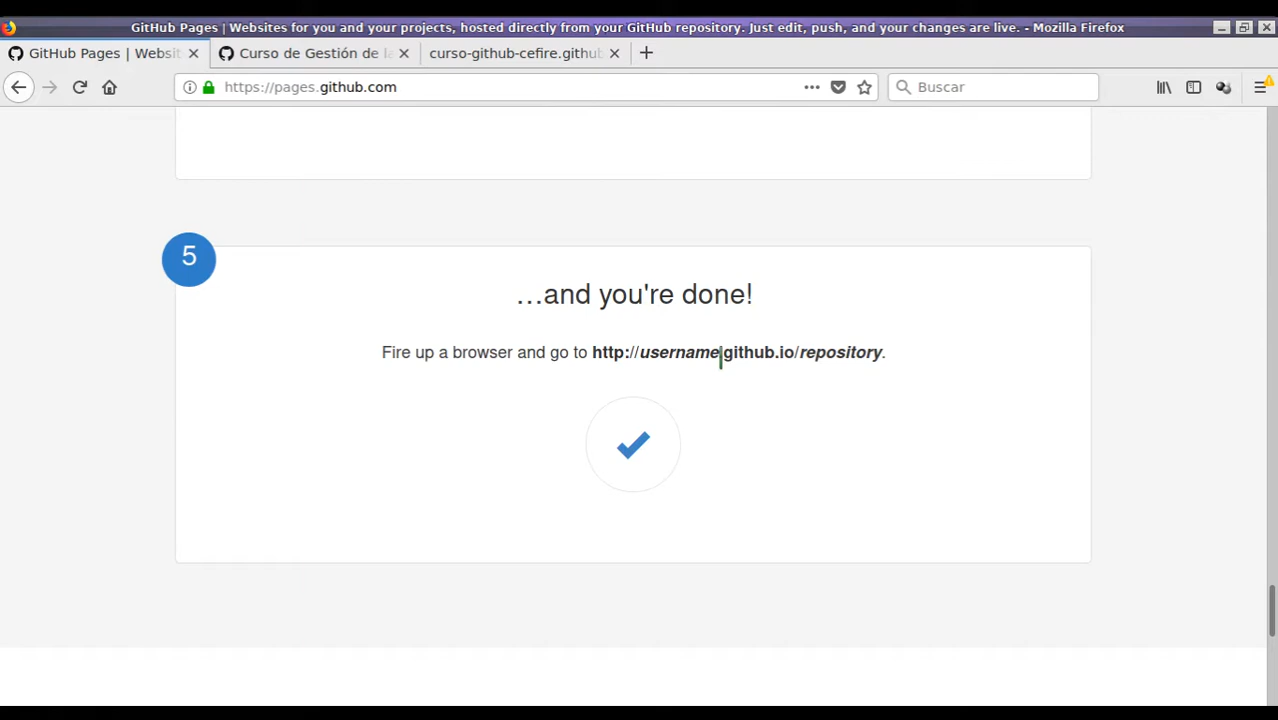 GitHub Pages | Websites for you and your projects, hosted directly from your GitHub repository. Just edit, push, and your changes are live. - Mozilla Firefox
GitHub Pages | Websit
Curso de Gestión de la
curso-github-cefire.github
https://pages.github.com
Buscar
5
…and you're done!
Fire up a browser and go to http://username.github.io/repository.